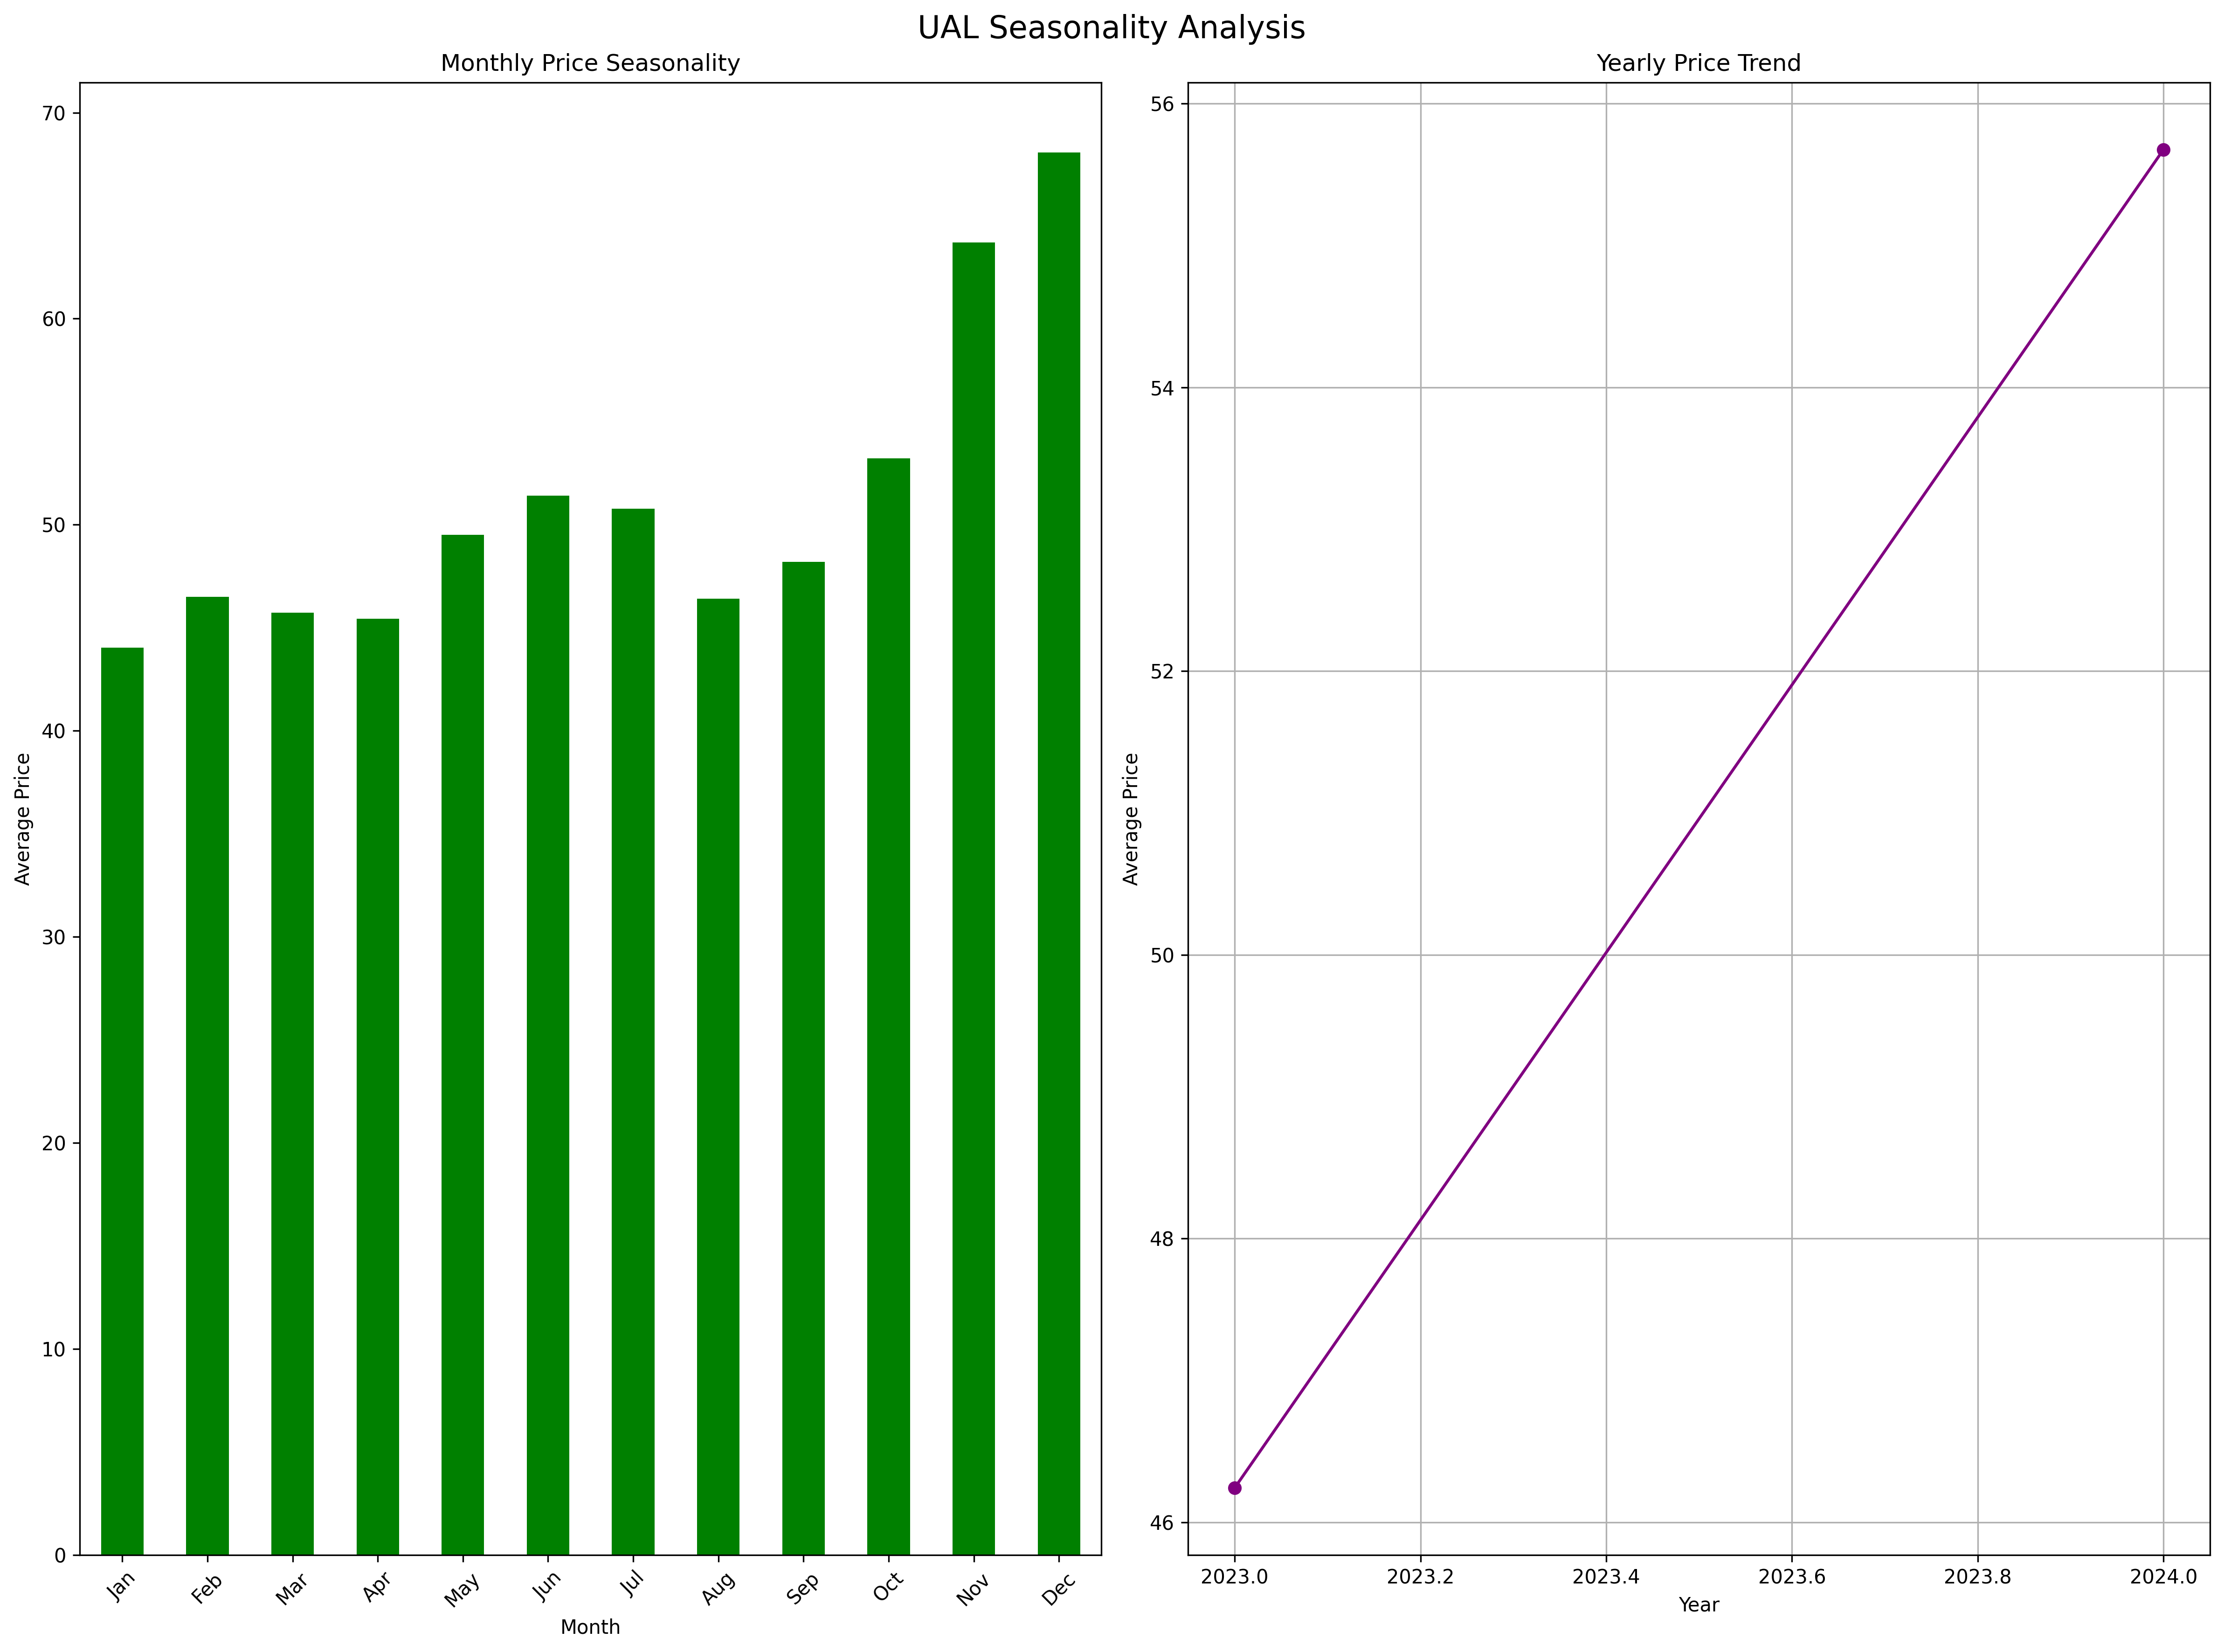 UAL Seasonality Analysis
Monthly Price Seasonality
70
60
50
40
30
20
10
0
Average Price
Jan
Feb
Mar
Apr
May
Jun
Jul
Aug
Sep
Oct
Nov
Dec
Month
Yearly Price Trend
56
54
52
50
48
46
Average Price
2023.0
2023.2
2023.4
2023.6
2023.8
2024.0
Year